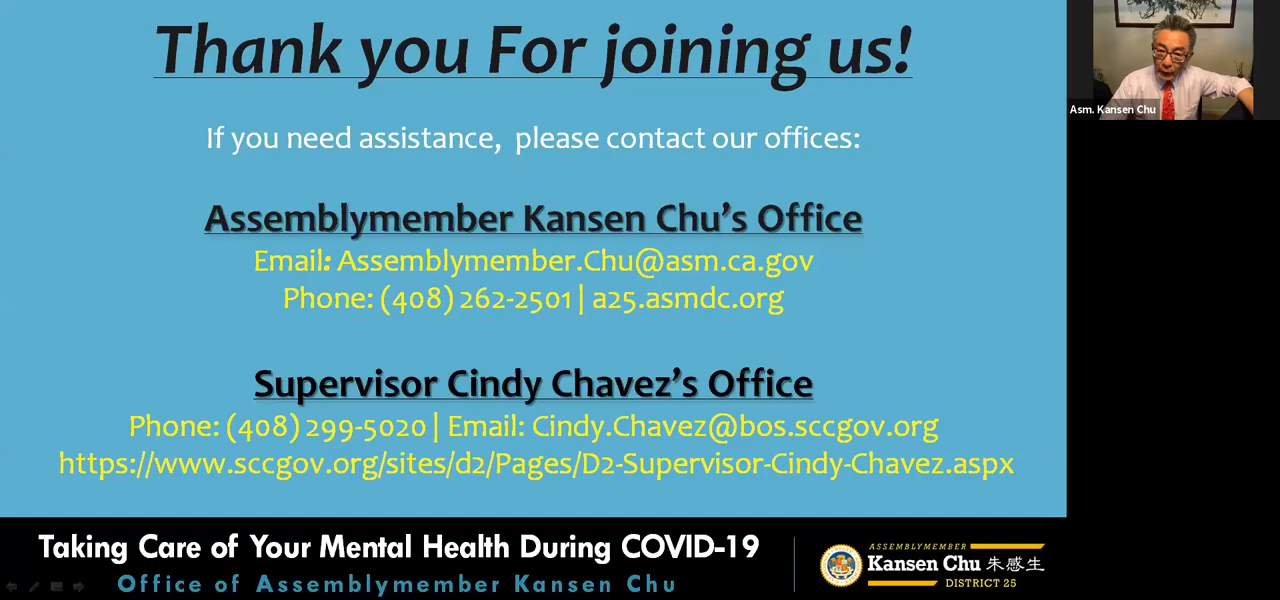 Thank you For joining us!
If you need assistance, please contact our offices:
Assemblymember Kansen Chu's Office
Email: Assemblymember.Chu@asm.ca.gov
Phone: (408) 262-2501 | a25.asmdc.org
Supervisor Cindy Chavez's Office
Phone: (408) 299-5020 | Email: Cindy.Chavez@bos.sccgov.org
https://www.sccgov.org/sites/d2/Pages/D2-Supervisor-Cindy-Chavez.aspx
Taking Care of Your Mental Health During COVID-19
Office of Assemblymember Kansen Chu
ASSEMBLYMEMBER
Kansen Chu 朱感生
DISTRICT 25
Asm. Kansen Chu